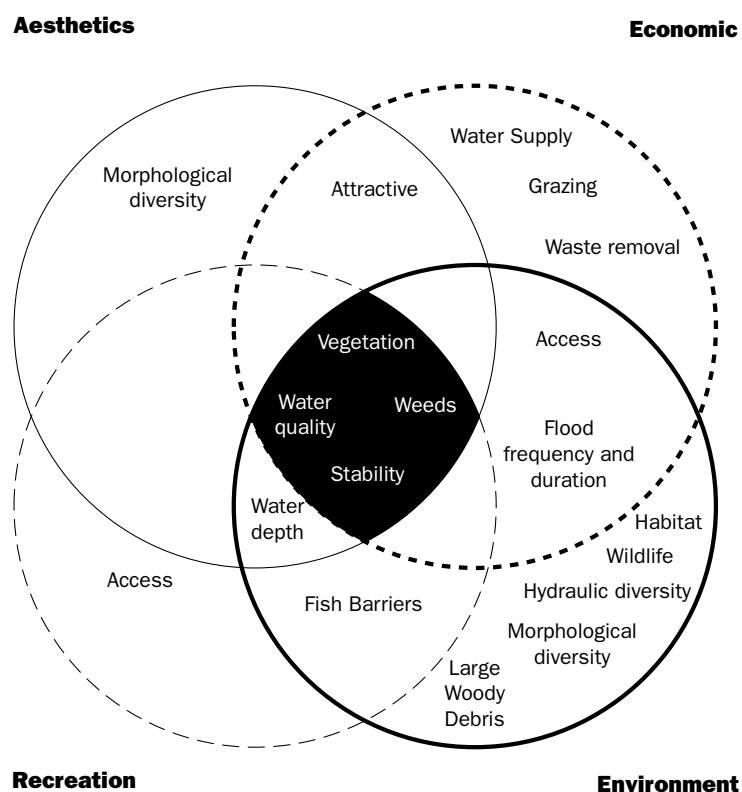 Aesthetics
Economic
Water Supply
Morphological
diversity
Attractive
Grazing
Waste removal
Vegetation
Access
Water
quality
Weeds
Flood
frequency and
duration
Stability
Water
depth
Habitat
Wildlife
Access
Hydraulic diversity
Fish Barriers
Morphological
diversity
Large
Woody
Debris
Recreation
Environment